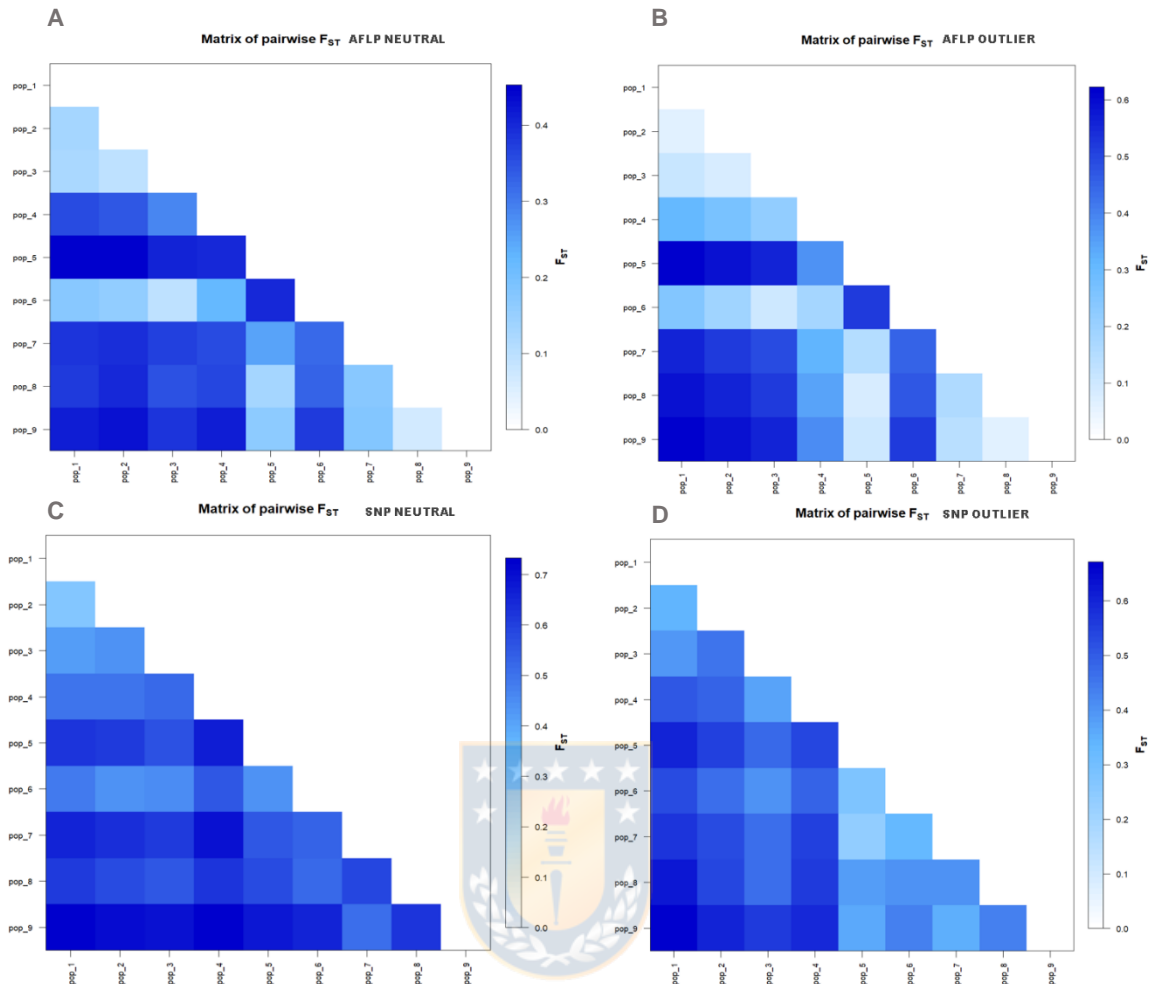 A
Matrix of pairwise FST AFLP NEUTRAL
pop_1
pop_2
pop_3
pop_4
pop_5
pop_6
pop_7
pop_8
pop_9
pop_1 pop_2 pop_3 pop_4 pop_5 pop_6 pop_7 pop_8 pop_9
0.4
0.3
0.2
0.1
0.0
FST
B
Matrix of pairwise FST AFLP OUTLIER
pop_1
pop_2
pop_3
pop_4
pop_5
pop_6
pop_7
pop_8
pop_9
pop_1 pop_2 pop_3 pop_4 pop_5 pop_6 pop_7 pop_8 pop_9
0.6
0.5
0.4
0.3
0.2
0.1
0.0
FST
C
Matrix of pairwise FST SNP NEUTRAL
pop_1
pop_2
pop_3
pop_4
pop_5
pop_6
pop_7
pop_8
pop_9
pop_1 pop_2 pop_3 pop_4 pop_5 pop_6 pop_7 pop_8 pop_9
0.7
0.6
0.5
0.4
0.3
0.2
0.1
0.0
FST
D
Matrix of pairwise FST SNP OUTLIER
pop_1
pop_2
pop_3
pop_4
pop_5
pop_6
pop_7
pop_8
pop_9
pop_1 pop_2 pop_3 pop_4 pop_5 pop_6 pop_7 pop_8 pop_9
0.6
0.5
0.4
0.3
0.2
0.1
0.0
FST